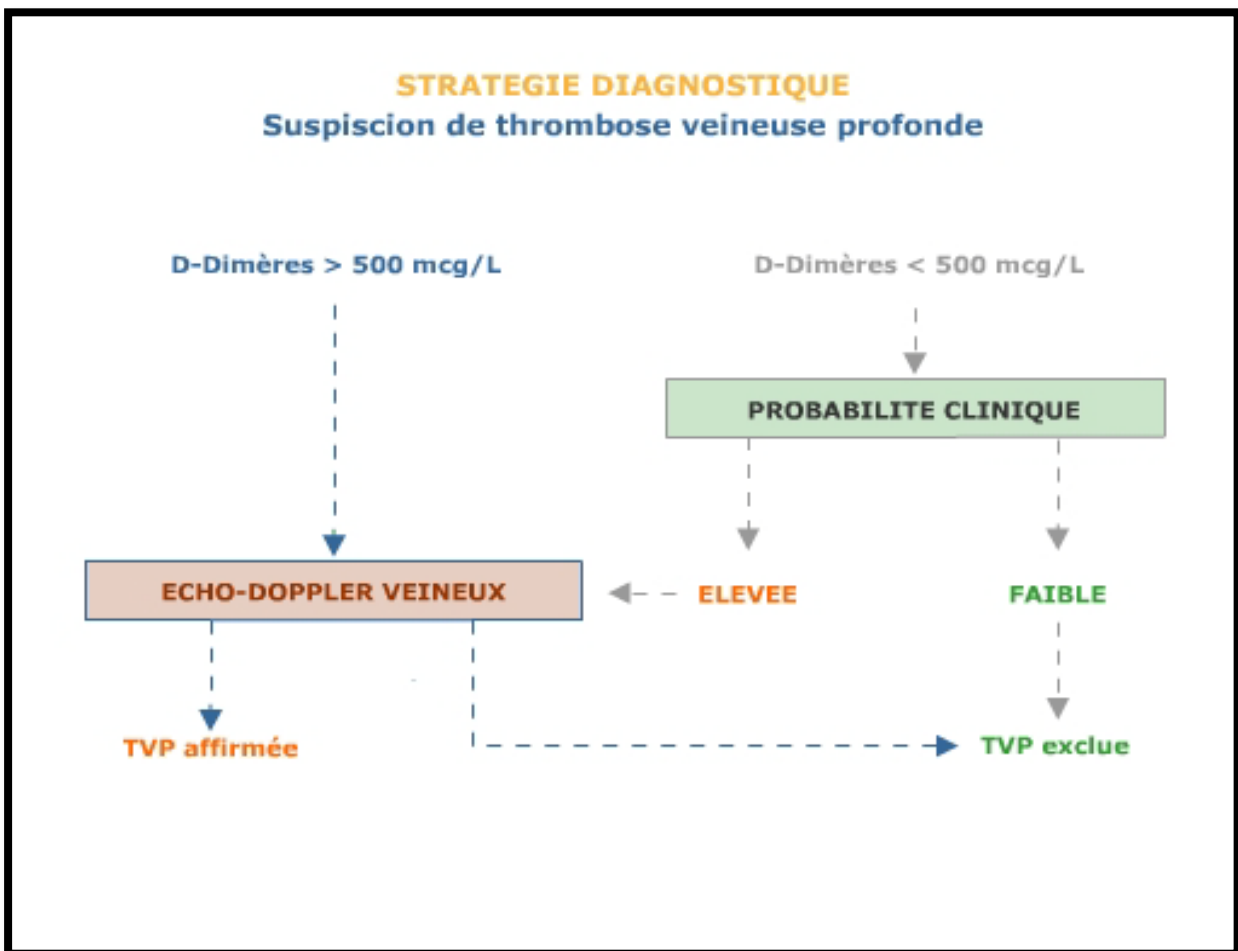 STRATEGIE DIAGNOSTIQUE
Suspiscion de thrombose veineuse profonde
D-Dimères > 500 mcg/L
D-Dimères < 500 mcg/L
PROBABILITE CLINIQUE
ECHO-DOPPLER VEINEUX
ELEVEE
FAIBLE
TVP affirmée
TVP exclue